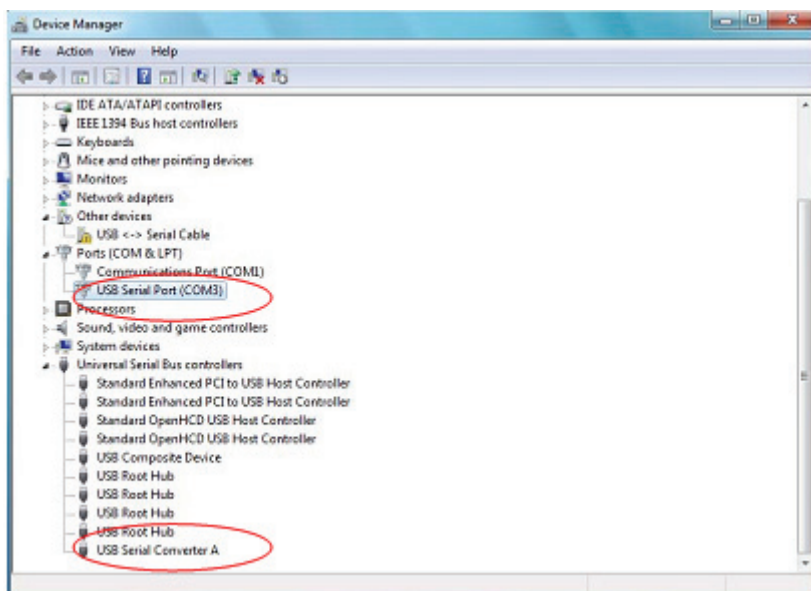 Device Manager
File Action View Help
IDE ATA/ATAPI controllers
IEEE 1394 Bus host controllers
Keyboards
Mice and other pointing devices
Monitors
Network adapters
Other devices
USB <-> Serial Cable
Ports (COM & LPT)
Communications Port (COM1)
USB Serial Port (COM3)
Processors
Sound, video and game controllers
System devices
Universal Serial Bus controllers
Standard Enhanced PCI to USB Host Controller
Standard Enhanced PCI to USB Host Controller
Standard OpenHCD USB Host Controller
Standard OpenHCD USB Host Controller
USB Composite Device
USB Root Hub
USB Root Hub
USB Root Hub
USB Root Hub
USB Serial Converter A